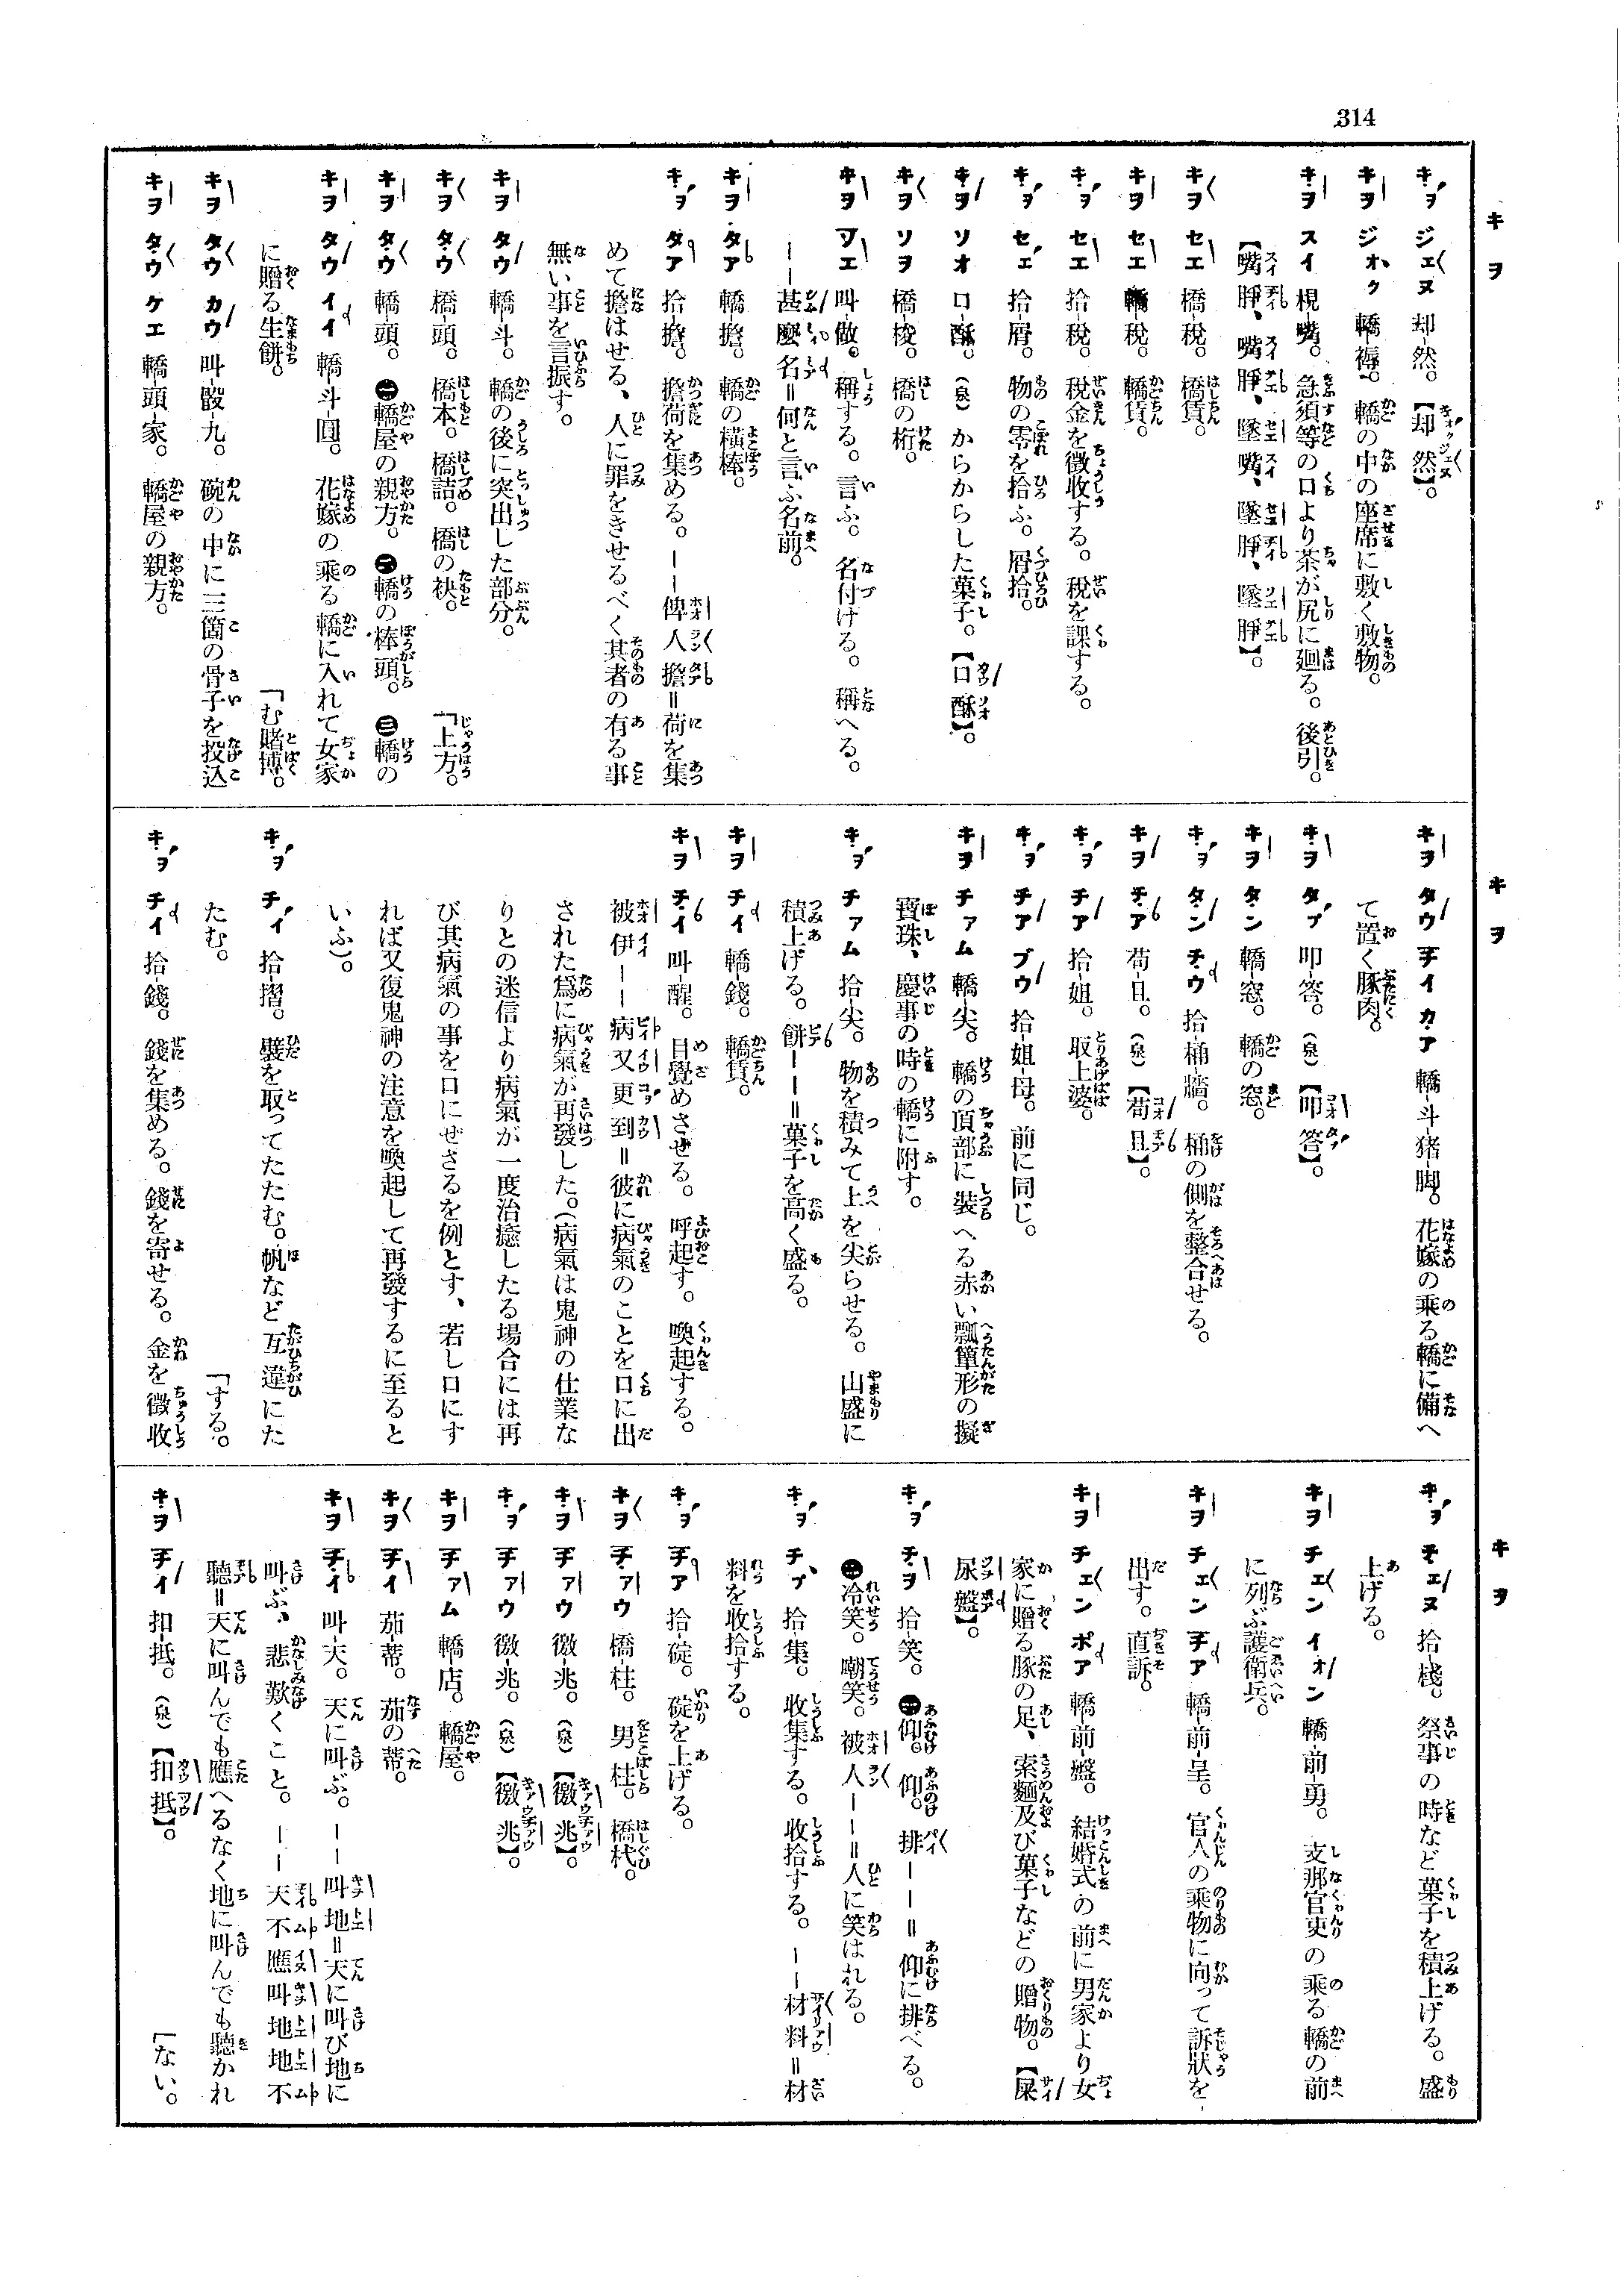 314
キヲ
キヲ ジエヌ 却-然。【却然】。
キヲ ジオク 轎-褥。轎の中の座席に敷く敷物。
キヲ スイ 梘-嘴。急須等の口より茶が尻に廻る。後引。
【嘴脝、嘴脝、墜嘴、墜脝、墜脝】。
キヲ セエ 橋-稅。橋賃。
キヲ セエ 轎-稅。轎賃。
キヲ セエ 拾-稅。稅金を徵收する。稅を課する。
キヲ セエ 拾-屑。物の零を拾ふ。屑拾。
キヲ ソオ 口-酥。(泉)からからした菓子。【口酥】。
キヲ ソヲ 橋-梭。橋の桁。
キヲ ツエ 叫-做。稱する。言ふ。名付ける。稱へる。
――甚麼名=何と言ふ名前。
キヲ タア 轎-擔。轎の橫棒。
キヲ タア 拾-擔。擔荷を集める。――俾人擔=荷を集
めて擔はせる、人に罪をきせるべく其者の有る事
無い事を言振す。
キヲ タウ 轎-斗。轎の後に突出した部分。
キヲ タウ 橋-頭。橋本。橋詰。橋の袂。「上方。
キヲ タウ 轎-頭。㊀轎屋の親方。㊁轎の棒頭。㊂轎の
キヲ タウ イイ 轎-斗-圓。花嫁の乘る轎に入れて女家
に贈る生餅。「む賭博。
キヲ タウ カウ 叫-骰-九。碗の中に三箇の骨子を投込
キヲ タウ ケエ 轎-頭-家。轎屋の親方。
キヲ
キヲ タウ チイ カア 轎-斗-猪-脚。花嫁の乘る轎に備へ
て置く豚肉。
キヲ タプ 叩-答。(泉)【叩答】。
キヲ タン 轎-窓。轎の窓。
キヲ タン チウ 拾-桶-牆。桶の側を整合せる。
キヲ チア 苟-且。(泉)【苟且】。
キヲ チア 拾-姐。取上婆。
キヲ チア ブウ 拾-姐-母。前に同じ。
キヲ チアム 轎-尖。轎の頂部に裝へる赤い瓢簞形の擬
寶珠、慶事の時の轎に附す。
キヲ チアム 拾-尖。物を積みて上を尖らせる。山盛に
積上げる。餅――=菓子を高く盛る。
キヲ チイ 轎-錢。轎賃。
キヲ チイ 叫-醒。目覺めさせる。呼起す。喚起する。
被伊――病又更到=彼に病氣のことを口に出
された爲に病氣が再發した。(病氣は鬼神の仕業な
りとの迷信より病氣が一度治癒したる場合には再
び其病氣の事を口にせざるを例とす、若し口にす
れば又復鬼神の注意を喚起して再發するに至ると
いふ)。
キヲ チイ 拾-摺。襞を取ってたたむ。帆など互違にた
たむ。「する。
キヲ チイ 拾-錢。錢を集める。錢を寄せる。金を徵收
キヲ
キヲ チエヌ 拾-棧。祭事の時など菓子を積上げる。盛
上げる。
キヲ チエン イオン 轎-前-勇。支那官吏の乘る轎の前
に列ぶ護衛兵。
キヲ チエン チア 轎-前-呈。官人の乘物に向って訴狀を
出す。直訴。
キヲ チエン ポア 轎-前-盤。結婚式の前に男家より女
家に贈る豚の足、索麵及び菓子などの贈物。【屎
尿盤】。
キヲ チヲ 拾-笑。㊀仰。仰。排――=仰に排べる。
㊁冷笑。嘲笑。被人――=人に笑はれる。
キヲ チプ 拾-集。收集する。收拾する。――材料=材
料を收拾する。
キヲ チア 拾-碇。碇を上げる。
キヲ チアウ 橋-柱。男柱。橋杙。
キヲ チアウ 徼-兆。(泉)【徼兆】。
キヲ チアウ 徼-兆。(泉)【徼兆】。
キヲ チアム 轎-店。轎屋。
キヲ チイ 茄-蒂。茄の蒂。
キヲ チイ 叫-天。天に叫ぶ。――叫地=天に叫び地に
叫ぶ、悲歎くこと。――天不應叫地地不
聽=天に叫んでも應へるなく地に叫んでも聽かれ
「ない。
キヲ チイ 扣-抵。(泉)【扣抵】。